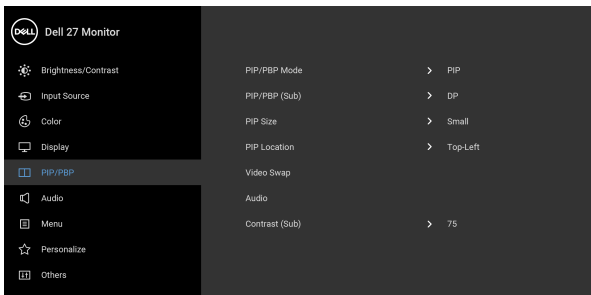 DELL Dell 27 Monitor
Brightness/Contrast
Input Source
Color
Display
PIP/PBP
Audio
Menu
Personalize
Others
PIP/PBP Mode PIP
PIP/PBP (Sub) DP
PIP Size Small
PIP Location Top-Left
Video Swap
Audio
Contrast (Sub) 75